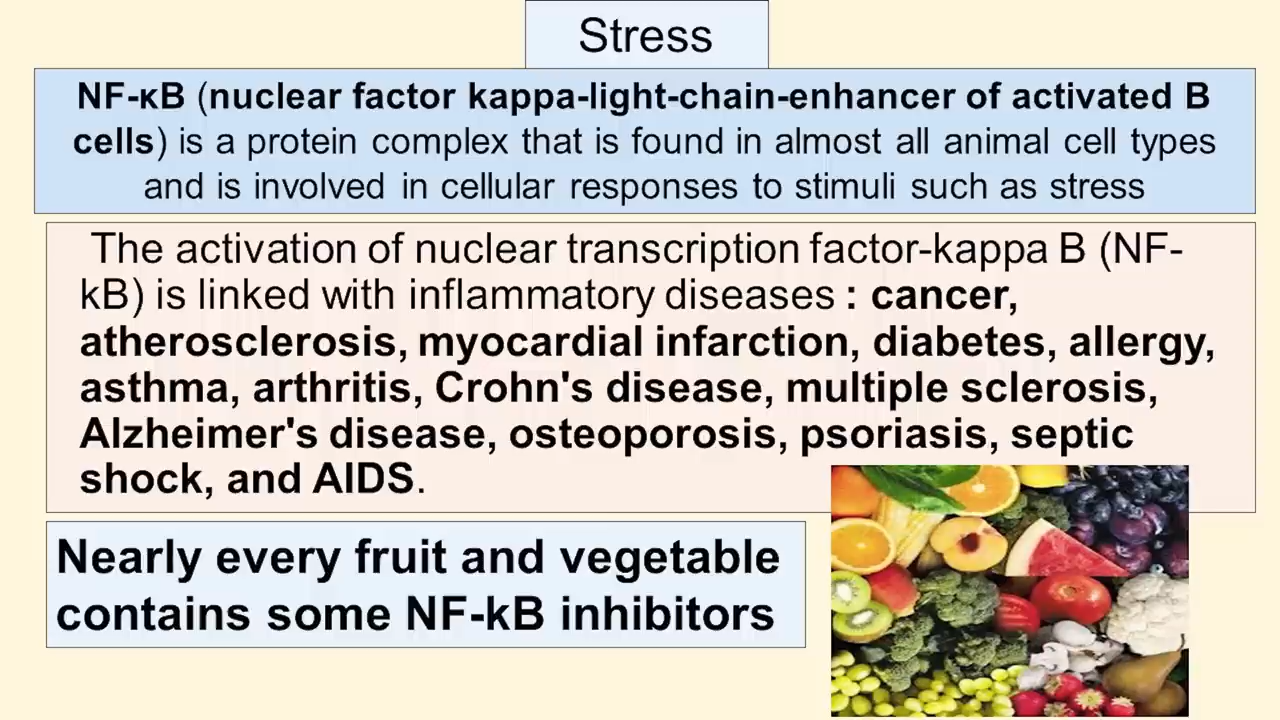 Stress
NF-κB (nuclear factor kappa-light-chain-enhancer of activated B
cells) is a protein complex that is found in almost all animal cell types
and is involved in cellular responses to stimuli such as stress
The activation of nuclear transcription factor-kappa B (NF-
kB) is linked with inflammatory diseases : cancer,
atherosclerosis, myocardial infarction, diabetes, allergy,
asthma, arthritis, Crohn's disease, multiple sclerosis,
Alzheimer's disease, osteoporosis, psoriasis, septic
shock, and AIDS.
Nearly every fruit and vegetable
contains some NF-kB inhibitors